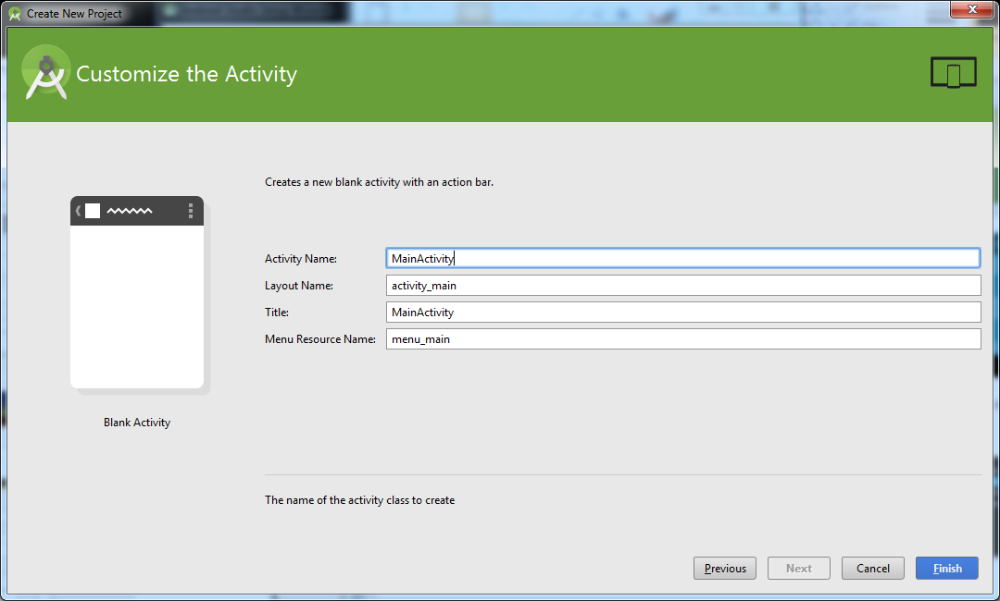 Create New Project
Customize the Activity
Creates a new blank activity with an action bar.
Activity Name: MainActivity
Layout Name: activity_main
Title: MainActivity
Menu Resource Name: menu_main
Blank Activity
The name of the activity class to create
Previous Next Cancel Finish